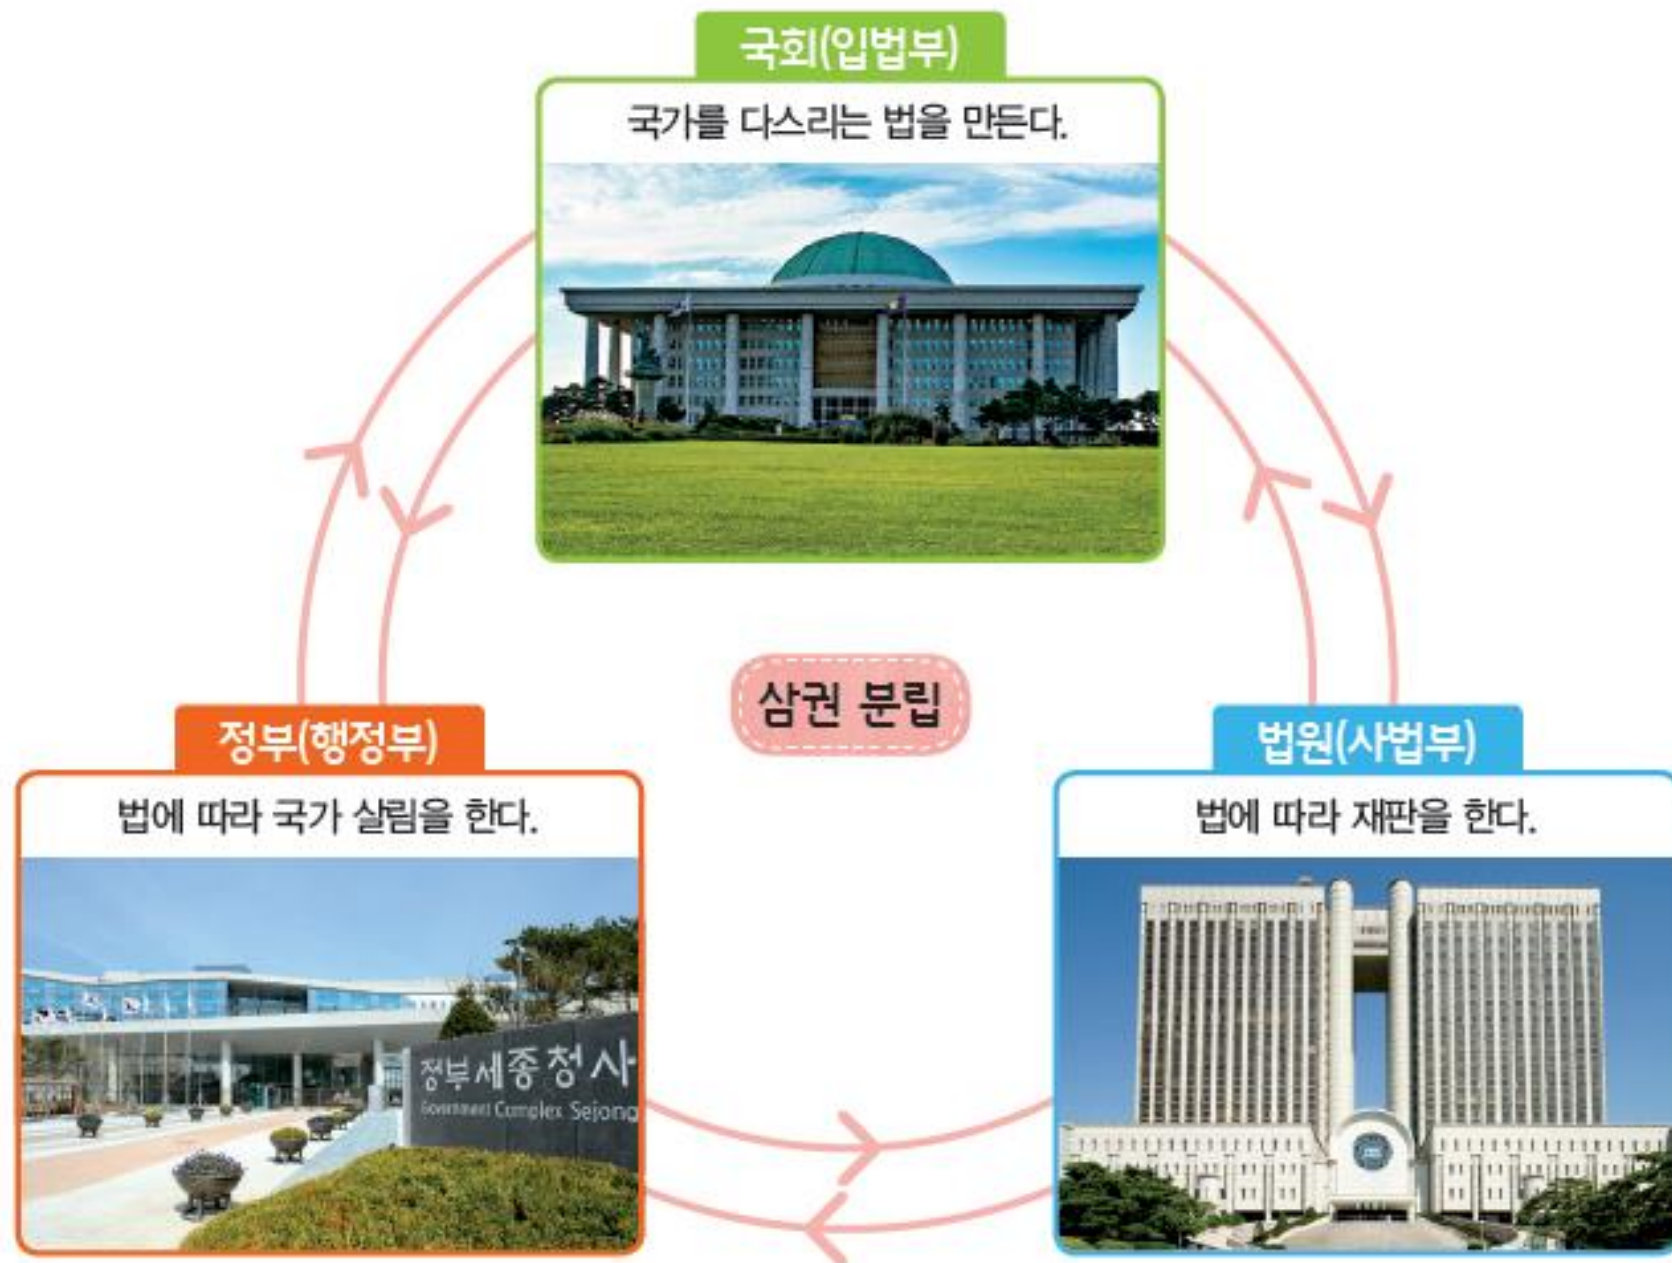 국회(입법부)
국가를 다스리는 법을 만든다.
삼권 분립
정부(행정부)
법에 따라 국가 살림을 한다.
정부세종청사
Government Complex Sejong
법원(사법부)
법에 따라 재판을 한다.